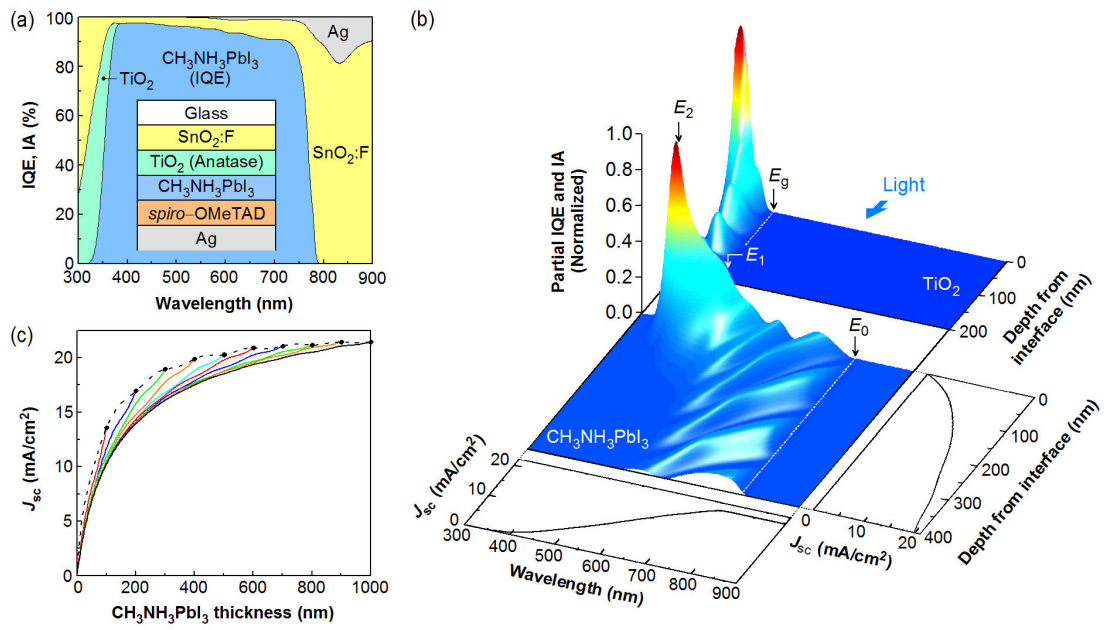 (a)
IQE, IA (%)
100
80
60
40
20
0
300 400 500 600 700 800 900
Wavelength (nm)
Ag
CH₃NH₃PbI₃
(IQE)
TiO₂
SnO₂:F
Glass
SnO₂:F
TiO₂ (Anatase)
CH₃NH₃PbI₃
spiro–OMeTAD
Ag
(b)
Partial IQE and IA
(Normalized)
1.0
0.8
0.6
0.4
0.2
0.0
E₂
E₁
Eg
E₀
Light
TiO₂
0
100
200
Depth from
interface (nm)
CH₃NH₃PbI₃
Jsc (mA/cm²)
20
10
0
300 400 500 600 700 800 900
Wavelength (nm)
0 10 20
Jsc (mA/cm²)
0
100
200
300
400
Depth from interface (nm)
(c)
Jsc (mA/cm²)
20
15
10
5
0
0 200 400 600 800 1000
CH₃NH₃PbI₃ thickness (nm)